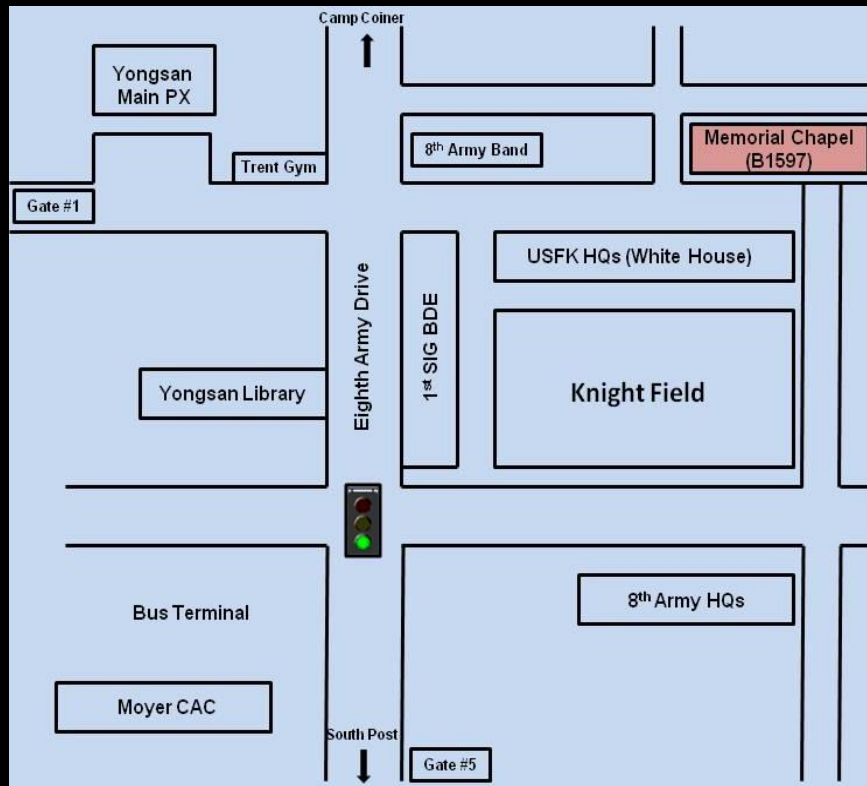 Camp Coiner
Yongsan
Main PX
Trent Gym
8th Army Band
Memorial Chapel
(B1597)
Gate #1
USFK HQs (White House)
Eighth Army Drive
1st SIG BDE
Knight Field
Yongsan Library
8th Army HQs
Bus Terminal
Moyer CAC
South Post
Gate #5